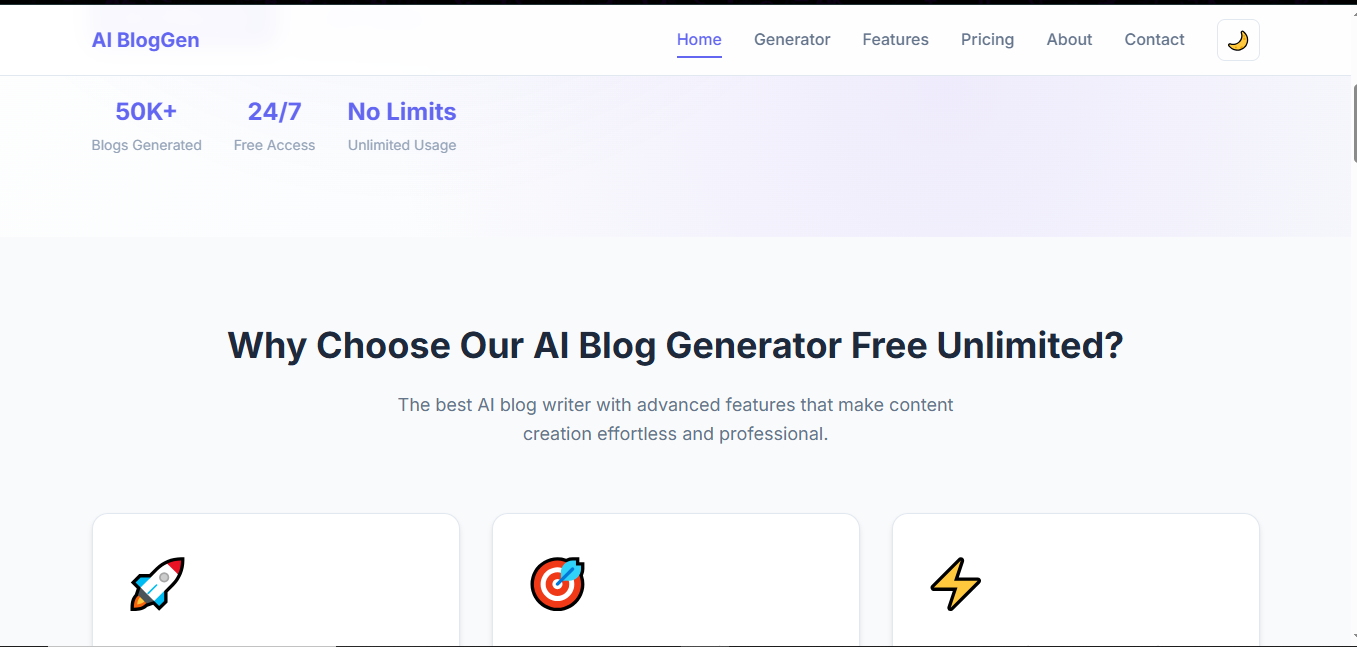 AI BlogGen
Home Generator Features Pricing About Contact
50K+ 24/7 No Limits
Blogs Generated Free Access Unlimited Usage
Why Choose Our AI Blog Generator Free Unlimited?
The best AI blog writer with advanced features that make content
creation effortless and professional.